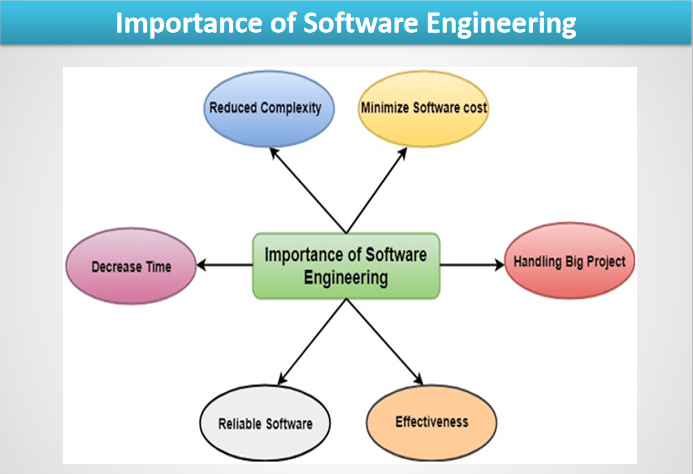 Importance of Software Engineering
Reduced Complexity
Minimize Software cost
Decrease Time
Importance of Software
Engineering
Handling Big Project
Reliable Software
Effectiveness